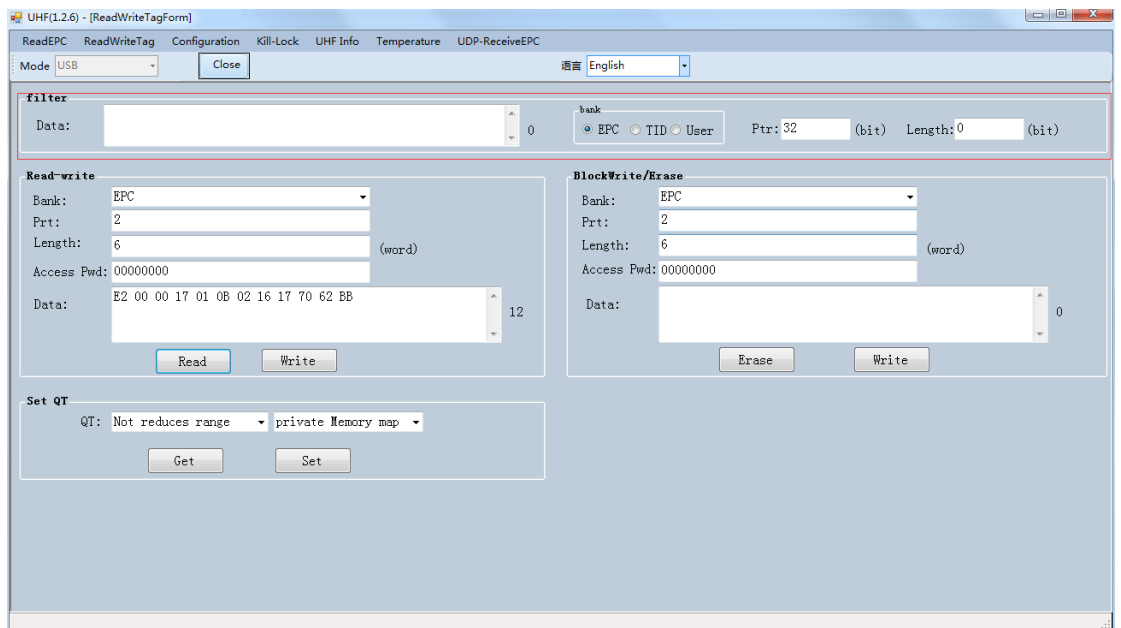 UHF(1.2.6) - [ReadWriteTagForm]
ReadEPC ReadWriteTag Configuration Kill-Lock UHF Info Temperature UDP-ReceiveEPC
Mode USB Close 语言 English
filter
Data: 0
bank
EPC TID User Ptr: 32 (bit) Length: 0 (bit)
Read-write
Bank: EPC
Prt: 2
Length: 6 (word)
Access Pwd: 00000000
Data: E2 00 00 17 01 0B 02 16 17 70 62 BB 12
Read Write
BlockWrite/Erase
Bank: EPC
Prt: 2
Length: 6 (word)
Access Pwd: 00000000
Data: 0
Erase Write
Set QT
QT: Not reduces range private Memory map
Get Set